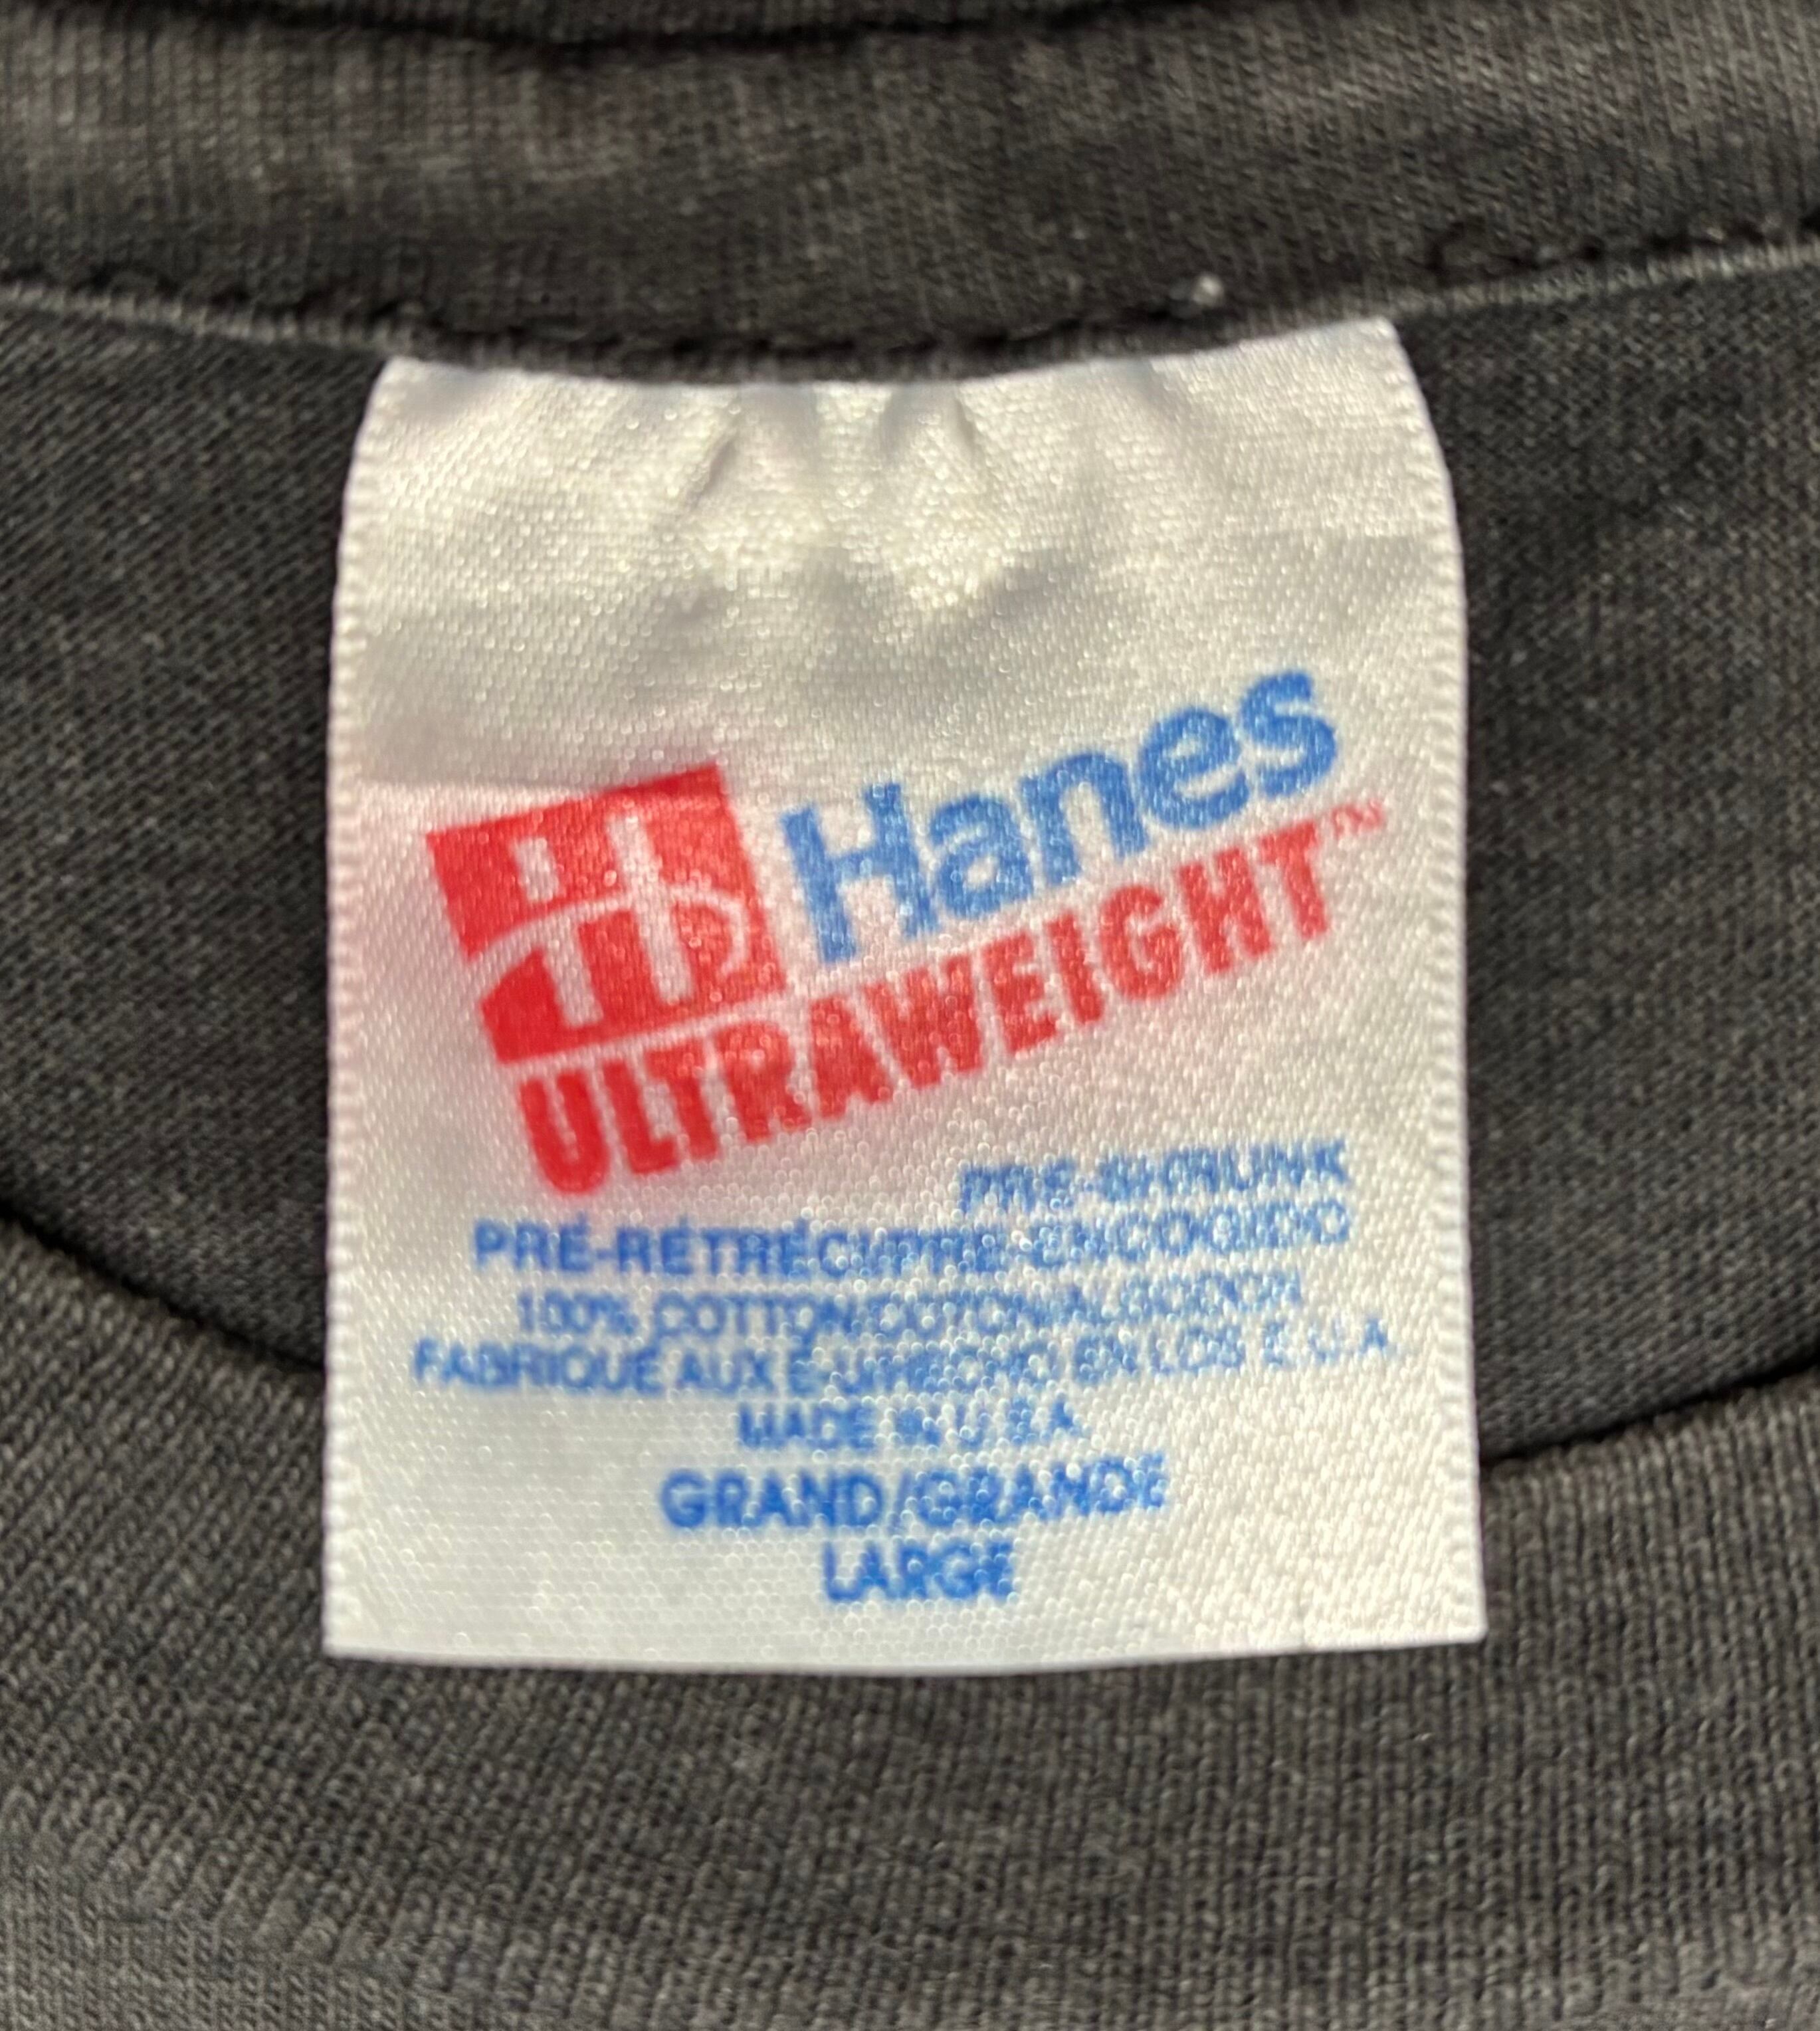 Hanes
ULTRAWEIGHT™
PRE-SHRUNK
PRÉ-RÉTRÉCI/PRE-ENCOGIDO
100% COTTON/COTON/ALGODON
FABRIQUÉ AUX É-U/HECHO EN LOS E.U.A.
MADE IN U.S.A.
GRAND/GRANDE
LARGE